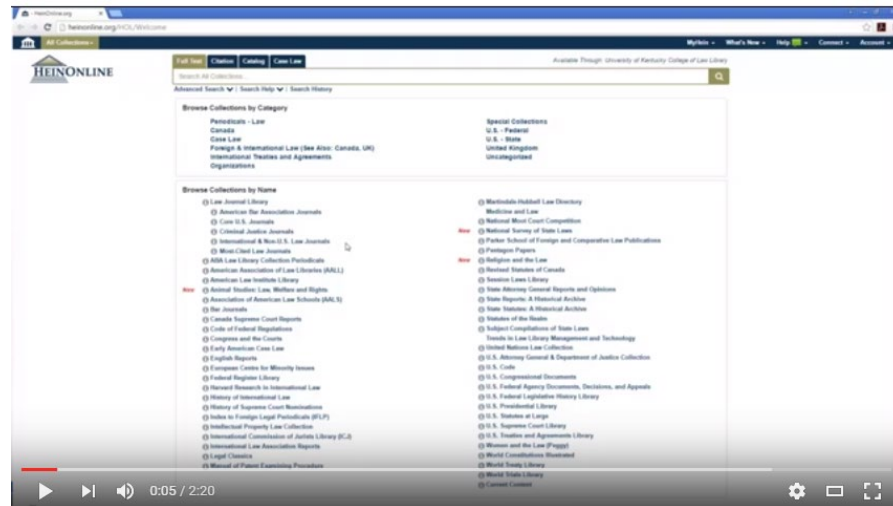 HeinOnline.org
heinonline.org/HOL/Welcome
All Collections
MyHein
What's New
Help
Connect
Account
HEINONLINE
Full Text
Citation
Catalog
Case Law
Available Through: University of Kentucky College of Law Library
Search All Collections...
Advanced Search | Search Help | Search History
Browse Collections by Category
Periodicals - Law
Canada
Case Law
Foreign & International Law (See Also: Canada, UK)
International Treaties and Agreements
Organizations
Special Collections
U.S. - Federal
U.S. - State
United Kingdom
Uncategorized
Browse Collections by Name
Law Journal Library
American Bar Association Journals
Core U.S. Journals
Criminal Justice Journals
International & Non-U.S. Law Journals
Most-Cited Law Journals
ABA Law Library Collection Periodicals
American Association of Law Libraries (AALL)
American Law Institute Library
New Animal Studies: Law, Welfare and Rights
Association of American Law Schools (AALS)
Bar Journals
Canada Supreme Court Reports
Code of Federal Regulations
Congress and the Courts
Early American Case Law
English Reports
European Centre for Minority Issues
Federal Register Library
Harvard Research in International Law
History of International Law
History of Supreme Court Nominations
Index to Foreign Legal Periodicals (IFLP)
Intellectual Property Law Collection
International Commission of Jurists Library (ICJ)
International Law Association Reports
Legal Classics
Manual of Patent Examining Procedure
Martindale-Hubbell Law Directory
Medicine and Law
National Moot Court Competition
New National Survey of State Laws
Parker School of Foreign and Comparative Law Publications
Pentagon Papers
New Religion and the Law
Revised Statutes of Canada
Session Laws Library
State Attorney General Reports and Opinions
State Reports: A Historical Archive
State Statutes: A Historical Archive
Statutes of the Realm
Subject Compilations of State Laws
Trends in Law Library Management and Technology
United Nations Law Collection
U.S. Attorney General & Department of Justice Collection
U.S. Code
U.S. Congressional Documents
U.S. Federal Agency Documents, Decisions, and Appeals
U.S. Federal Legislative History Library
U.S. Presidential Library
U.S. Statutes at Large
U.S. Supreme Court Library
U.S. Treaties and Agreements Library
Women and the Law (Peggy)
World Constitutions Illustrated
World Treaty Library
World Trials Library
Current Content
0:05 / 2:20